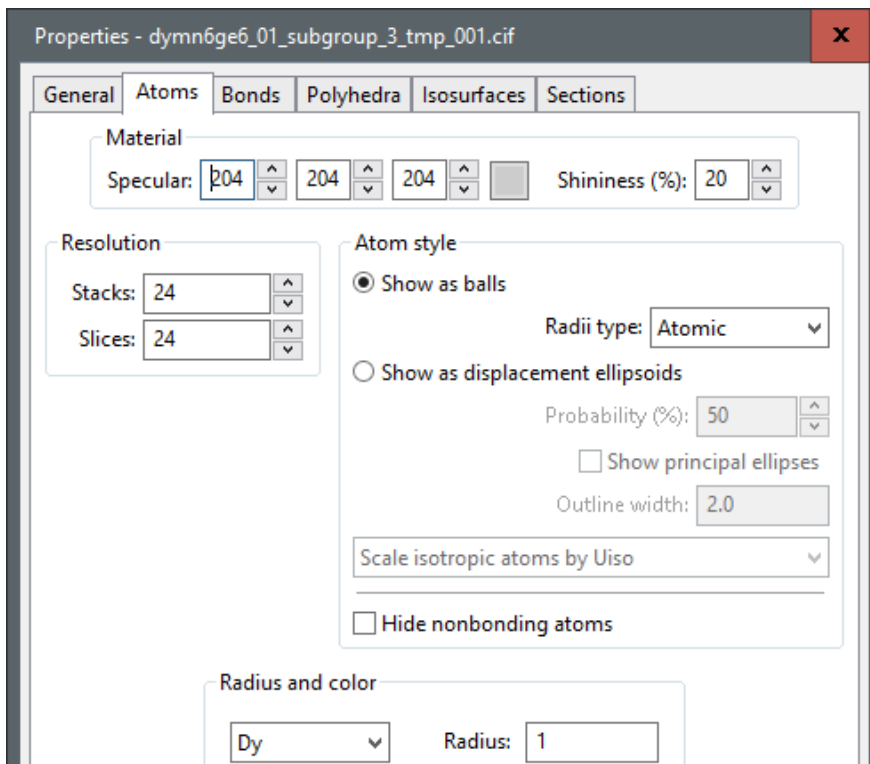 Properties - dymn6ge6_01_subgroup_3_tmp_001.cif x
General Atoms Bonds Polyhedra Isosurfaces Sections
Material
Specular: 204 204 204 Shininess (%): 20
Resolution
Stacks: 24
Slices: 24
Atom style
Show as balls
Radii type: Atomic
Show as displacement ellipsoids
Probability (%): 50
Show principal ellipses
Outline width: 2.0
Scale isotropic atoms by Uiso
Hide nonbonding atoms
Radius and color
Dy Radius: 1